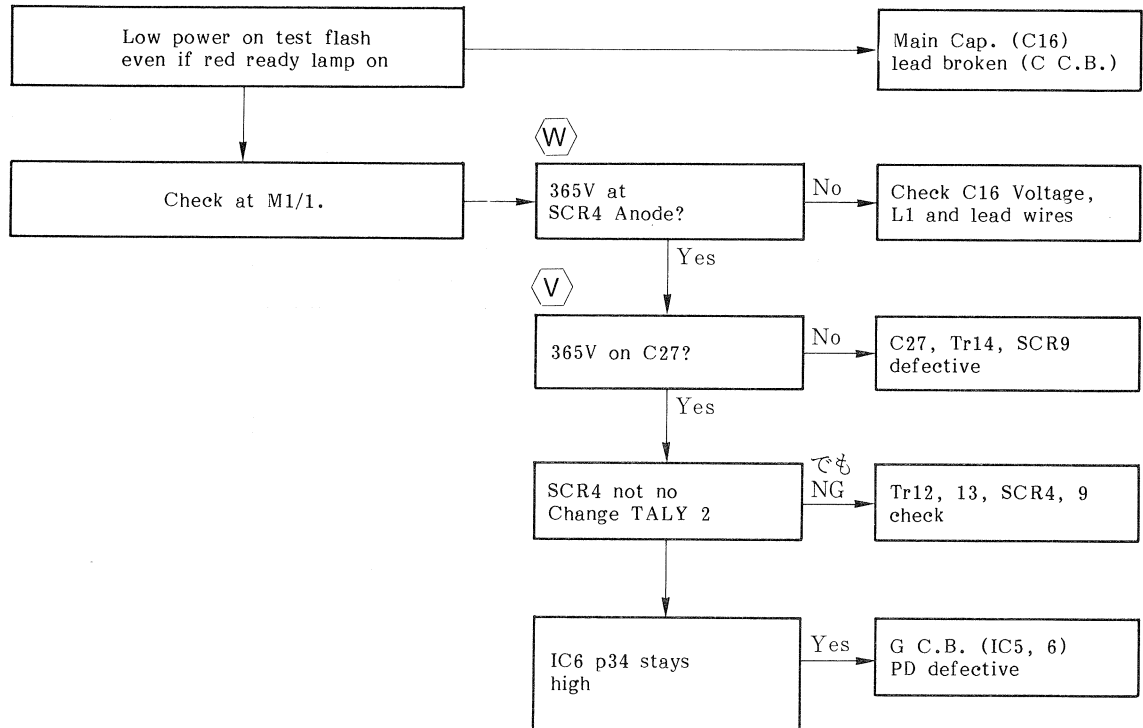 Low power on test flash
even if red ready lamp on
Main Cap. (C16)
lead broken (C C.B.)
Check at M1/1.
W
365V at
SCR4 Anode?
No
Check C16 Voltage,
L1 and lead wires
Yes
V
365V on C27?
No
C27, Tr14, SCR9
defective
Yes
SCR4 not no
Change TALY 2
でも
NG
Tr12, 13, SCR4, 9
check
IC6 p34 stays
high
Yes
G C.B. (IC5, 6)
PD defective